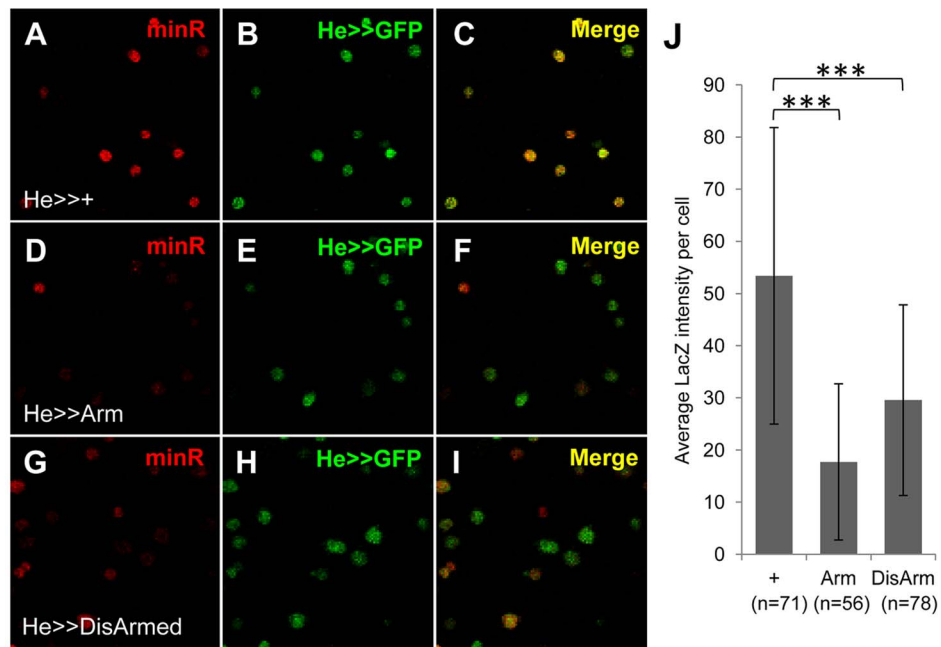 A minR
B He>>GFP
C Merge
He>>+
D minR
E He>>GFP
F Merge
He>>Arm
G minR
H He>>GFP
I Merge
He>>DisArmed
J
*** 
***
Average LacZ intensity per cell
90
80
70
60
50
40
30
20
10
0
+ Arm DisArm
(n=71) (n=56) (n=78)